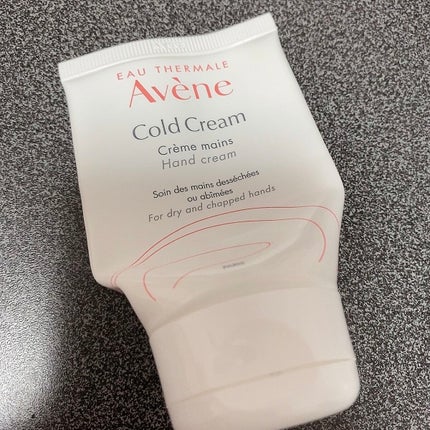 EAU THERMALE
Avène
Cold Cream
Crème mains
Hand cream
Soin des mains desséchées
ou abîmées
For dry and chapped hands